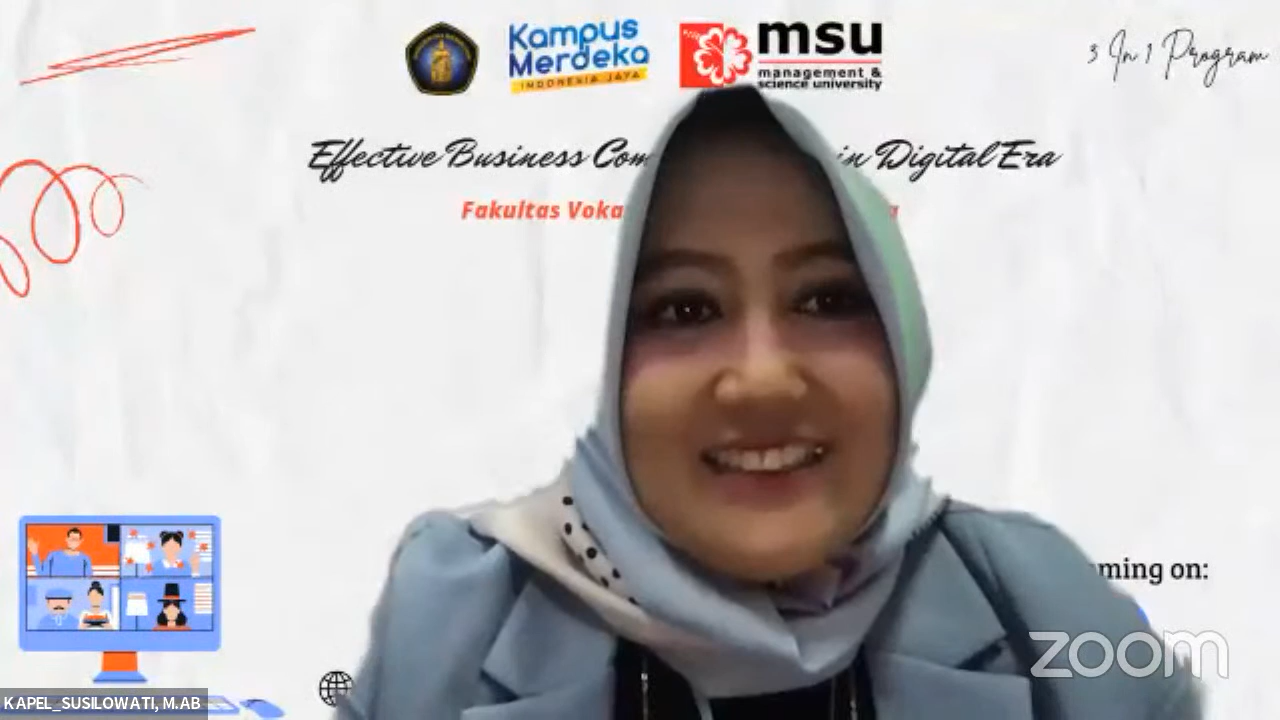 Kampus
Merdeka
INDONESIA JAYA
msu
management &
science university
3 In 1 Program
Effective Business Com in Digital Era
Fakultas Voka a
ming on:
zoom
KAPEL_SUSILOWATI, M.AB